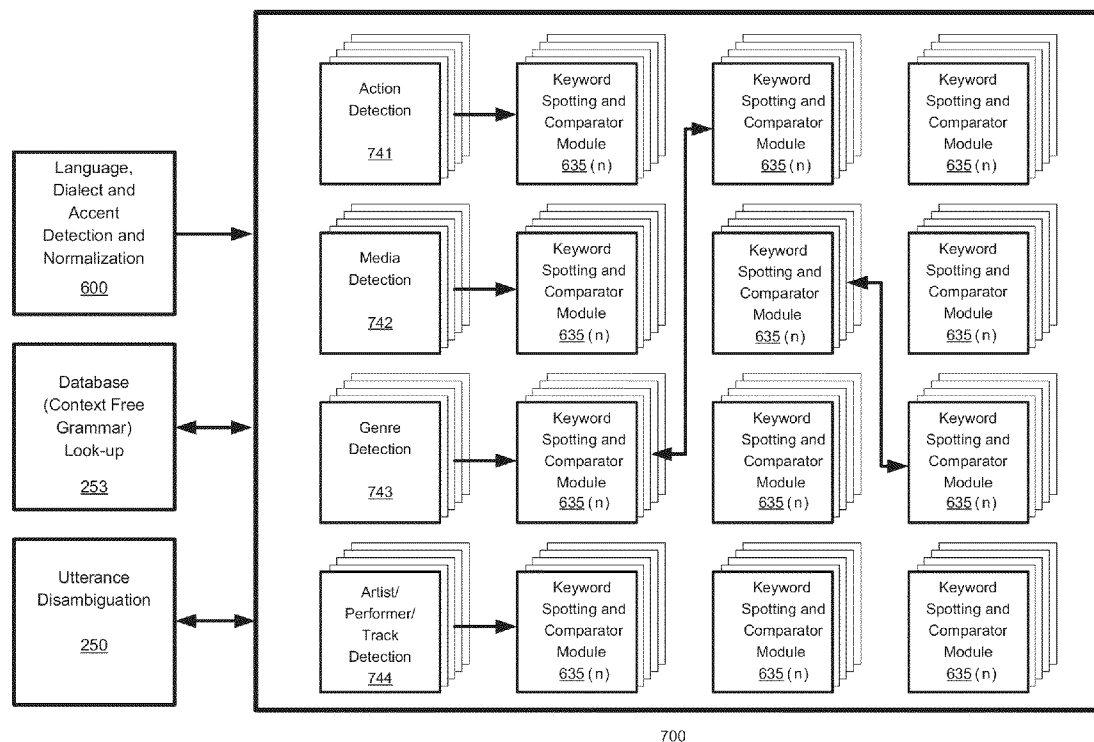 Language,
Dialect and
Accent
Detection and
Normalization
600
Database
(Context Free
Grammar)
Look-up
253
Utterance
Disambiguation
250
Action
Detection
741
Keyword
Spotting and
Comparator
Module
635 (n)
Keyword
Spotting and
Comparator
Module
635 (n)
Keyword
Spotting and
Comparator
Module
635 (n)
Media
Detection
742
Keyword
Spotting and
Comparator
Module
635 (n)
Keyword
Spotting and
Comparator
Module
635 (n)
Keyword
Spotting and
Comparator
Module
635 (n)
Genre
Detection
743
Keyword
Spotting and
Comparator
Module
635 (n)
Keyword
Spotting and
Comparator
Module
635 (n)
Keyword
Spotting and
Comparator
Module
635 (n)
Artist/
Performer/
Track
Detection
744
Keyword
Spotting and
Comparator
Module
635 (n)
Keyword
Spotting and
Comparator
Module
635 (n)
Keyword
Spotting and
Comparator
Module
635 (n)
700